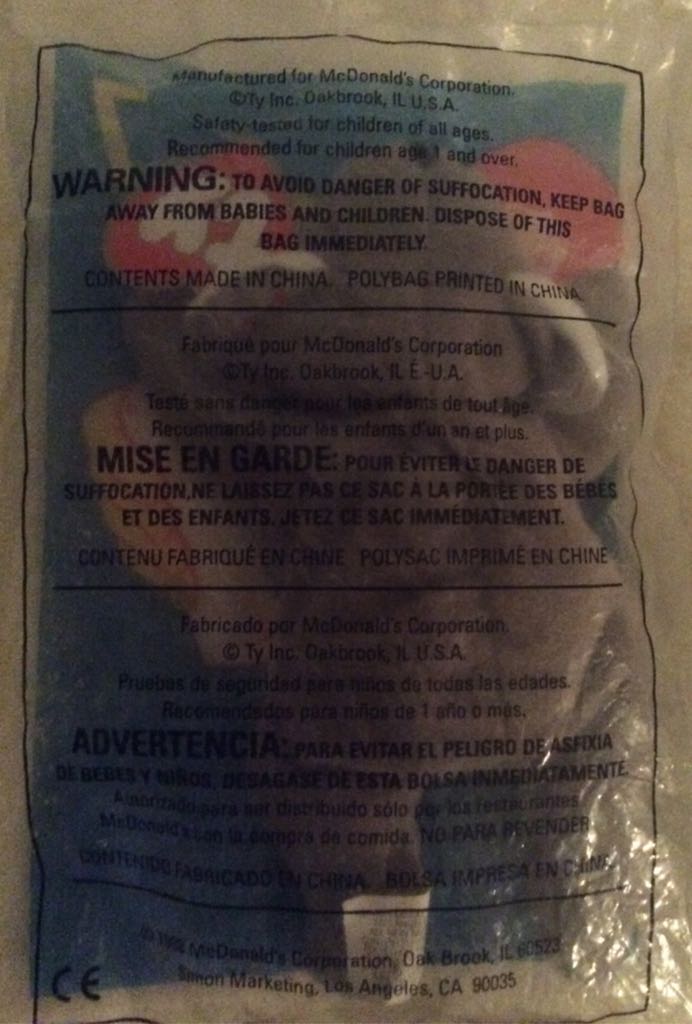 Manufactured for McDonald's Corporation.
©Ty Inc. Oakbrook, IL U.S.A.
Safety-tested for children of all ages.
Recommended for children age 1 and over.
WARNING: TO AVOID DANGER OF SUFFOCATION, KEEP BAG
AWAY FROM BABIES AND CHILDREN. DISPOSE OF THIS
BAG IMMEDIATELY.
CONTENTS MADE IN CHINA. POLYBAG PRINTED IN CHINA
Fabriqué pour McDonald's Corporation
©Ty Inc. Oakbrook, IL É.-U.A.
Testé sans danger pour les enfants de tout âge.
Recommandé pour les enfants d'un an et plus.
MISE EN GARDE: POUR ÉVITER LE DANGER DE
SUFFOCATION,NE LAISSEZ PAS CE SAC À LA PORTÉE DES BÉBÉS
ET DES ENFANTS. JETEZ CE SAC IMMÉDIATEMENT.
CONTENU FABRIQUÉ EN CHINE POLYSAC IMPRIMÉ EN CHINE
Fabricado por McDonald's Corporation.
© Ty Inc. Oakbrook, IL U.S.A.
Pruebas de seguridad para niños de todas las edades.
Recomendados para niños de 1 año o más.
ADVERTENCIA: PARA EVITAR EL PELIGRO DE ASFIXIA
DE BEBES Y NIÑOS, DESAGASE DE ESTA BOLSA INMEDIATAMENTE.
Autorizado para ser distribuido sólo por los restaurantes
McDonald's con la compra de comida. NO PARA REVENDER
CONTENIDO FABRICADO EN CHINA. BOLSA IMPRESA EN CHINA.
© McDonald's Corporation, Oak Brook, IL 60523
Simon Marketing, Los Angeles, CA 90035
CE